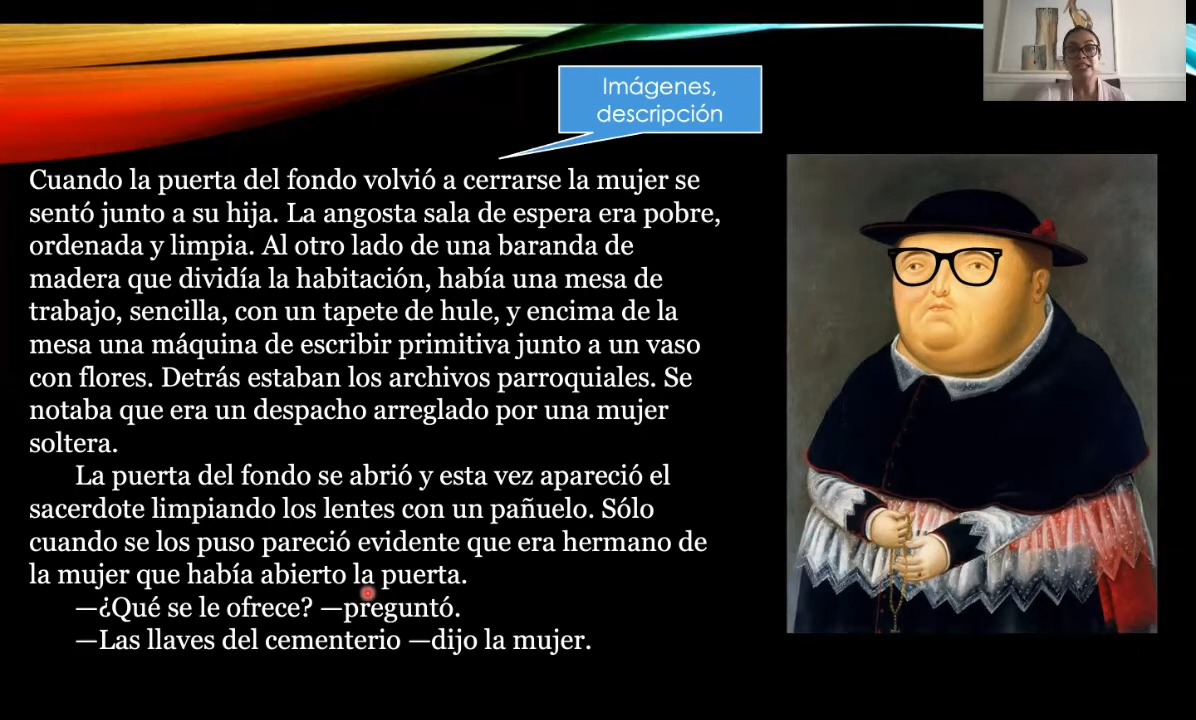 Imágenes,
descripción
Cuando la puerta del fondo volvió a cerrarse la mujer se
sentó junto a su hija. La angosta sala de espera era pobre,
ordenada y limpia. Al otro lado de una baranda de
madera que dividía la habitación, había una mesa de
trabajo, sencilla, con un tapete de hule, y encima de la
mesa una máquina de escribir primitiva junto a un vaso
con flores. Detrás estaban los archivos parroquiales. Se
notaba que era un despacho arreglado por una mujer
soltera.
La puerta del fondo se abrió y esta vez apareció el
sacerdote limpiando los lentes con un pañuelo. Sólo
cuando se los puso pareció evidente que era hermano de
la mujer que había abierto la puerta.
—¿Qué se le ofrece? —preguntó.
—Las llaves del cementerio —dijo la mujer.